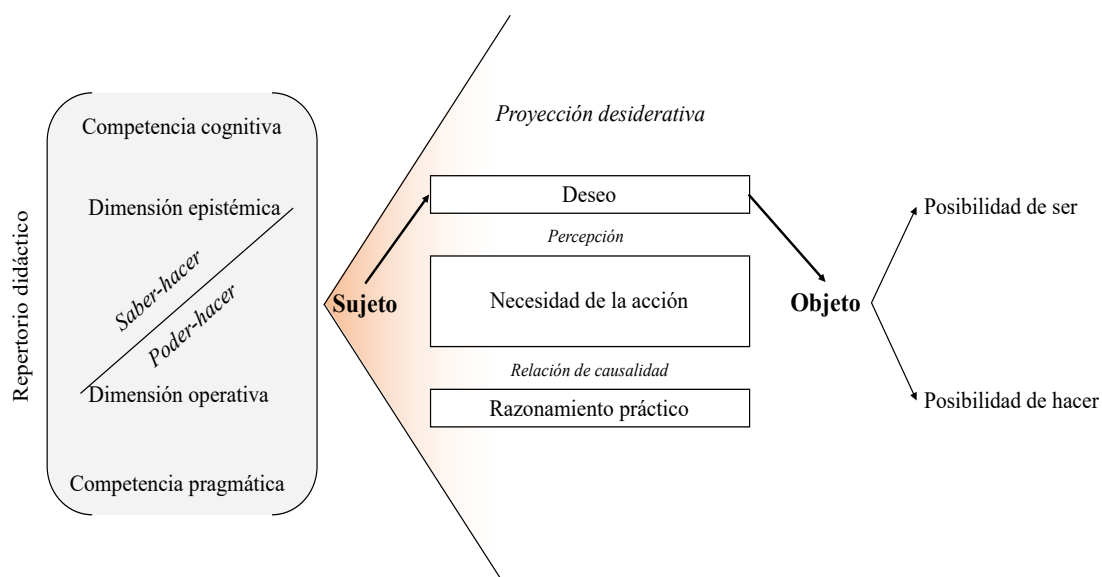 Repertorio didáctico
Competencia cognitiva
Dimensión epistémica
Saber-hacer
Poder-hacer
Dimensión operativa
Competencia pragmática
Sujeto
Proyección desiderativa
Deseo
Percepción
Necesidad de la acción
Relación de causalidad
Razonamiento práctico
Objeto
Posibilidad de ser
Posibilidad de hacer